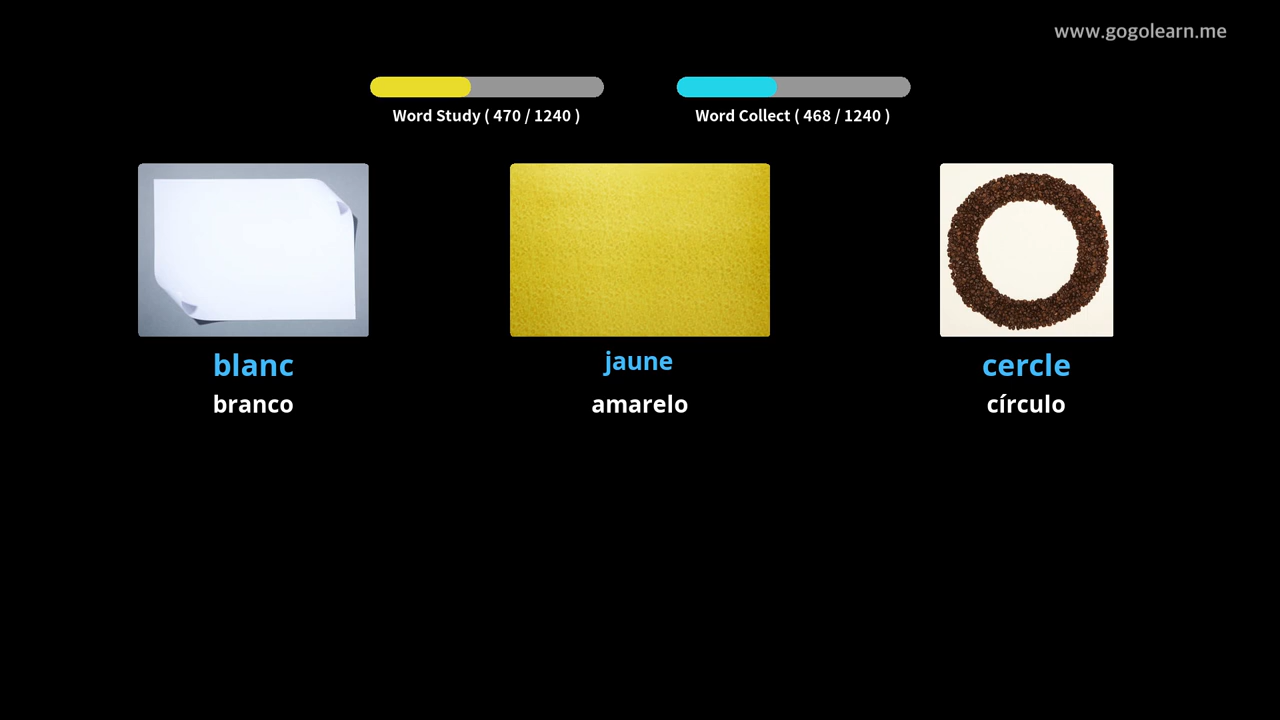 www.gogolearn.me
Word Study ( 470 / 1240 )
Word Collect ( 468 / 1240 )
blanc
branco
jaune
amarelo
cercle
círculo